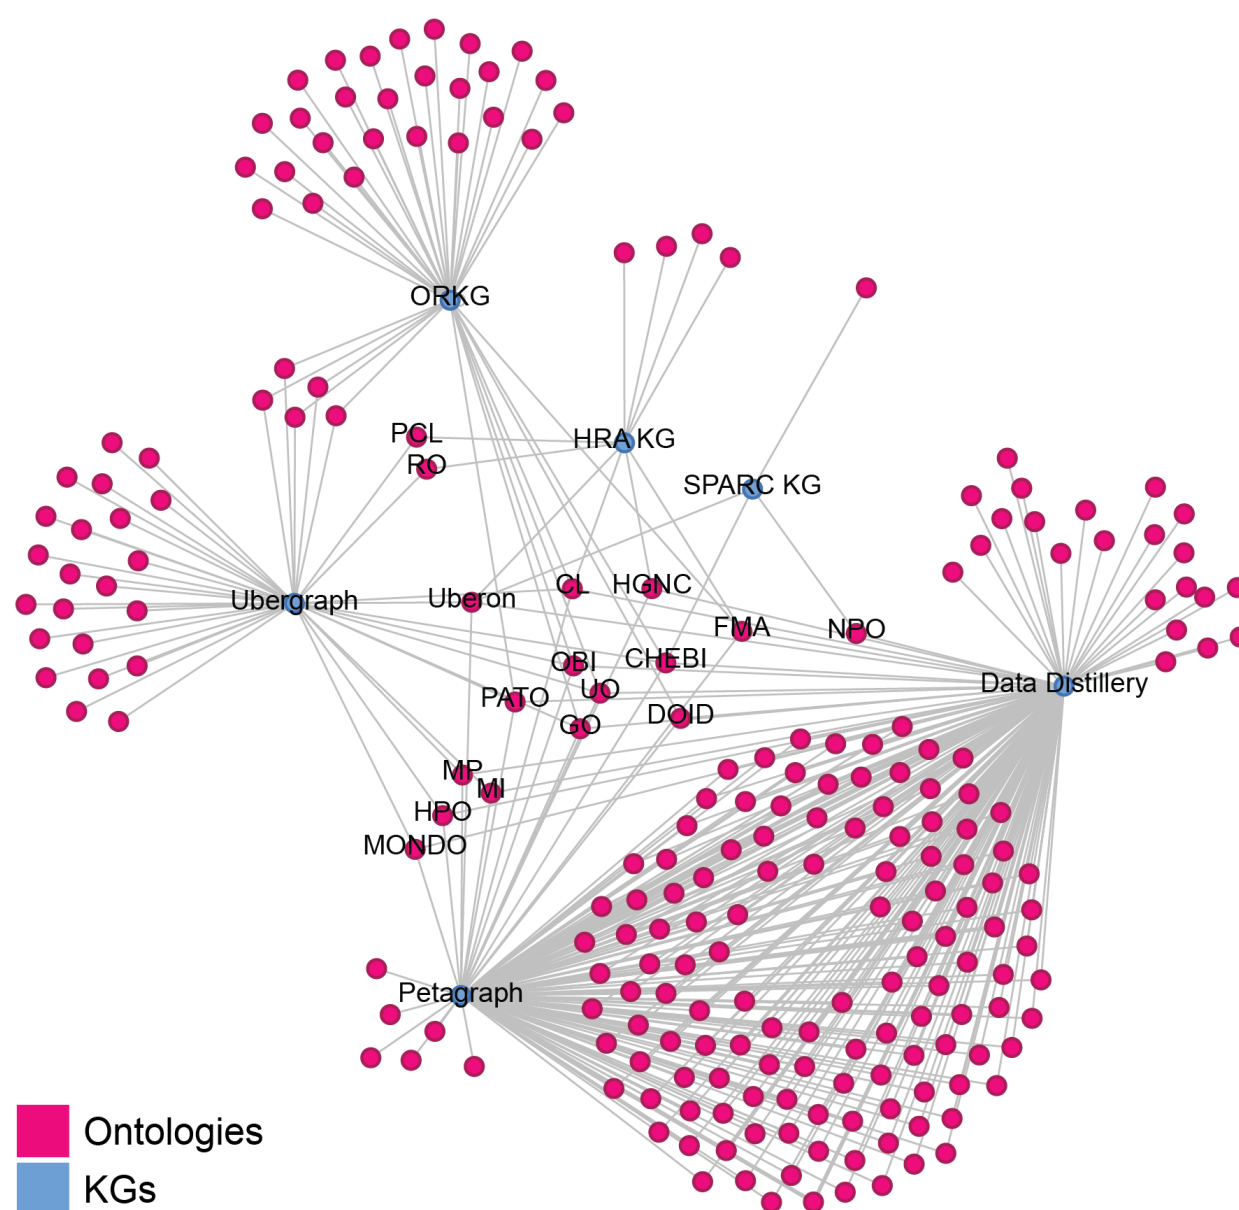 ORKG
PCL
HRA KG
RO
SPARC KG
Ubergraph
Uberon
CL
HGNC
FMA
NPO
OBI
CHEBI
Data Distillery
PATO
UO
GO
DOID
MP
MI
HPO
MONDO
Petagraph
Ontologies
KGs